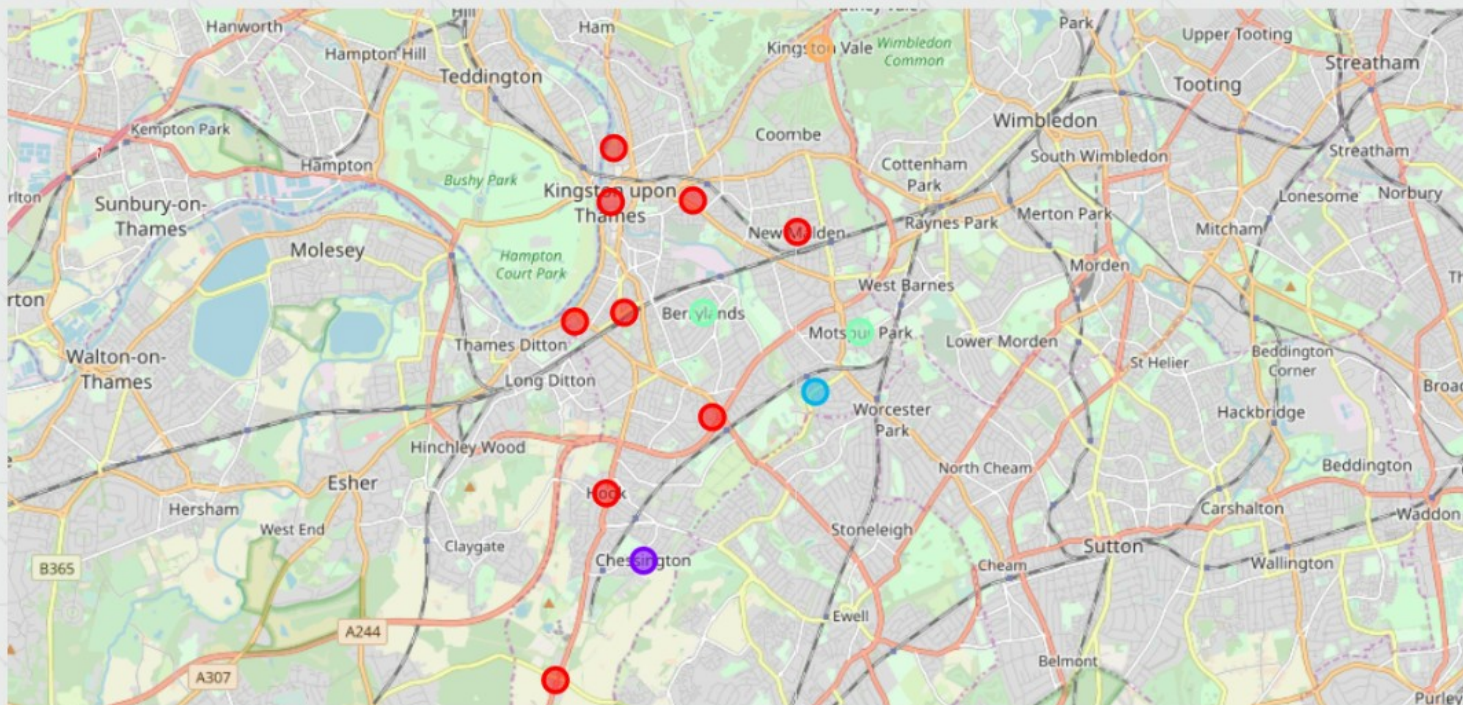 Hill
Hanworth
Ham
Park
Upper Tooting
Hampton Hill
Kingston Vale
Wimbledon
Common
Streatham
Teddington
Tooting
Kempton Park
Coombe
Wimbledon
Hampton
Cottenham
Park
South Wimbledon
Streatham
Bushy Park
Kingston upon
Thames
Lonesome
Norbury
Sunbury-on-
Thames
New Malden
Raynes Park
Merton Park
Mitcham
Molesey
Hampton
Court Park
Morden
West Barnes
Berrylands
Motspur Park
Thames Ditton
Lower Morden
Walton-on-
Thames
St Helier
Beddington
Corner
Long Ditton
Worcester
Park
Hackbridge
Hinchley Wood
North Cheam
Beddington
Esher
Hook
Hersham
Carshalton
Waddon
West End
Stoneleigh
Claygate
Chessington
Sutton
B365
Cheam
Wallington
Ewell
A244
Belmont
A307
Purley